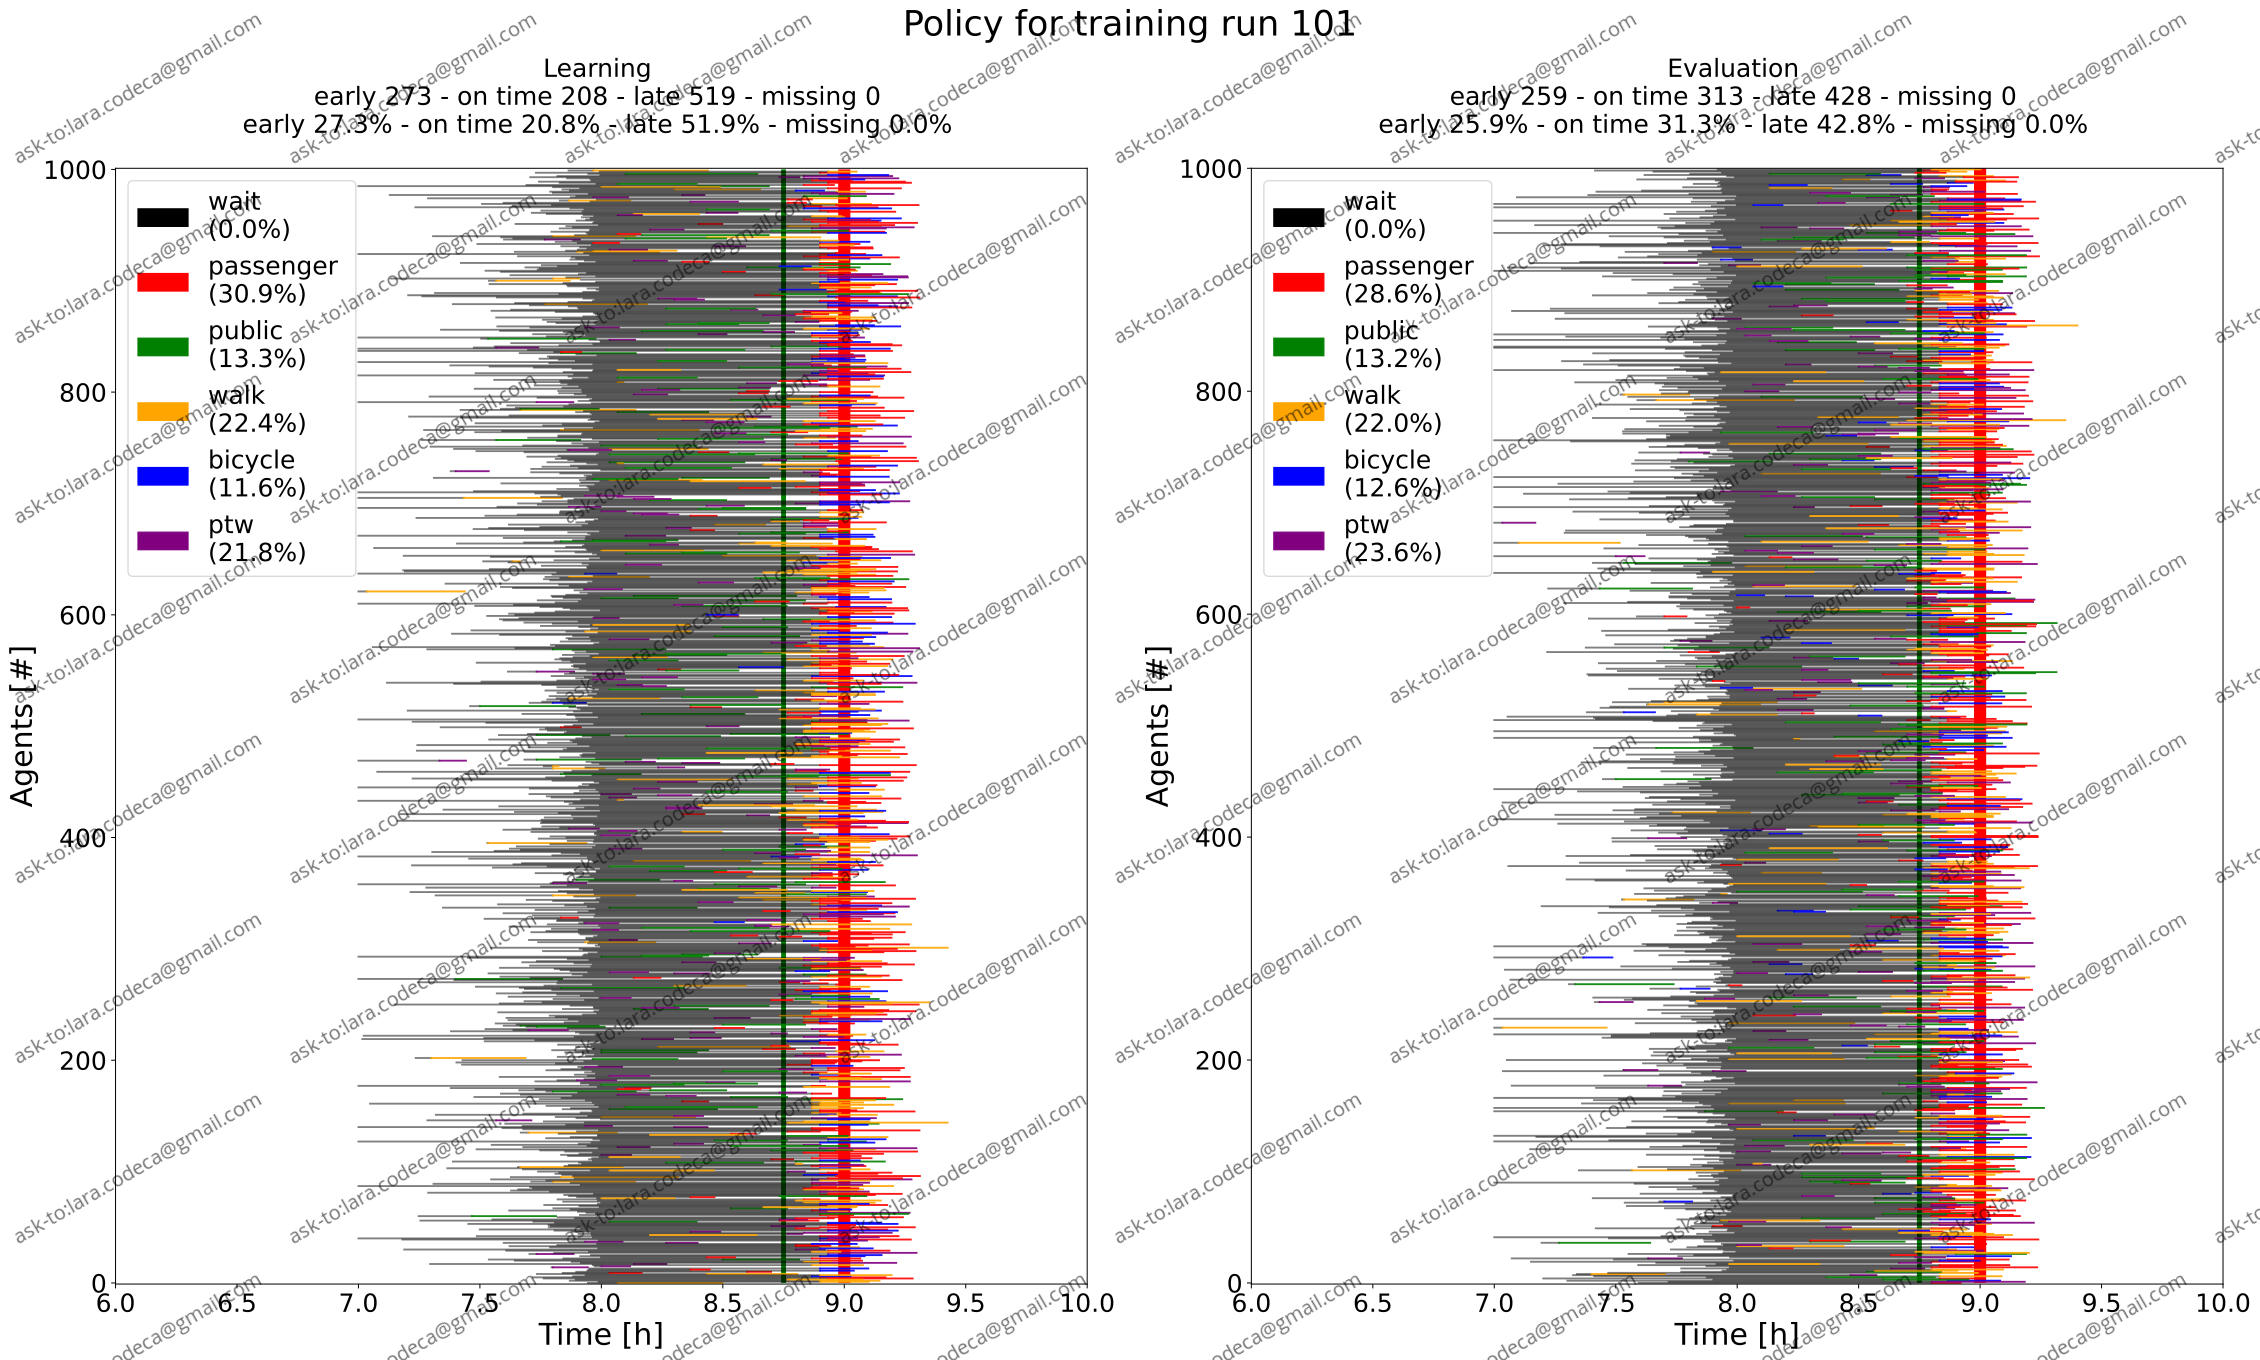 Policy for training run 101
Learning
early 273 - on time 208 - late 519 - missing 0
early 27.3% - on time 20.8% - late 51.9% - missing 0.0%
1000
800
600
400
200
0
Agents [#]
wait
(0.0%)
passenger
(30.9%)
public
(13.3%)
walk
(22.4%)
bicycle
(11.6%)
ptw
(21.8%)
6.0 6.5 7.0 7.5 8.0 8.5 9.0 9.5 10.0
Time [h]
Evaluation
early 259 - on time 313 - late 428 - missing 0
early 25.9% - on time 31.3% - late 42.8% - missing 0.0%
1000
800
600
400
200
0
Agents [#]
wait
(0.0%)
passenger
(28.6%)
public
(13.2%)
walk
(22.0%)
bicycle
(12.6%)
ptw
(23.6%)
6.0 6.5 7.0 7.5 8.0 8.5 9.0 9.5 10.0
Time [h]
ask-to:lara.codeca@gmail.com